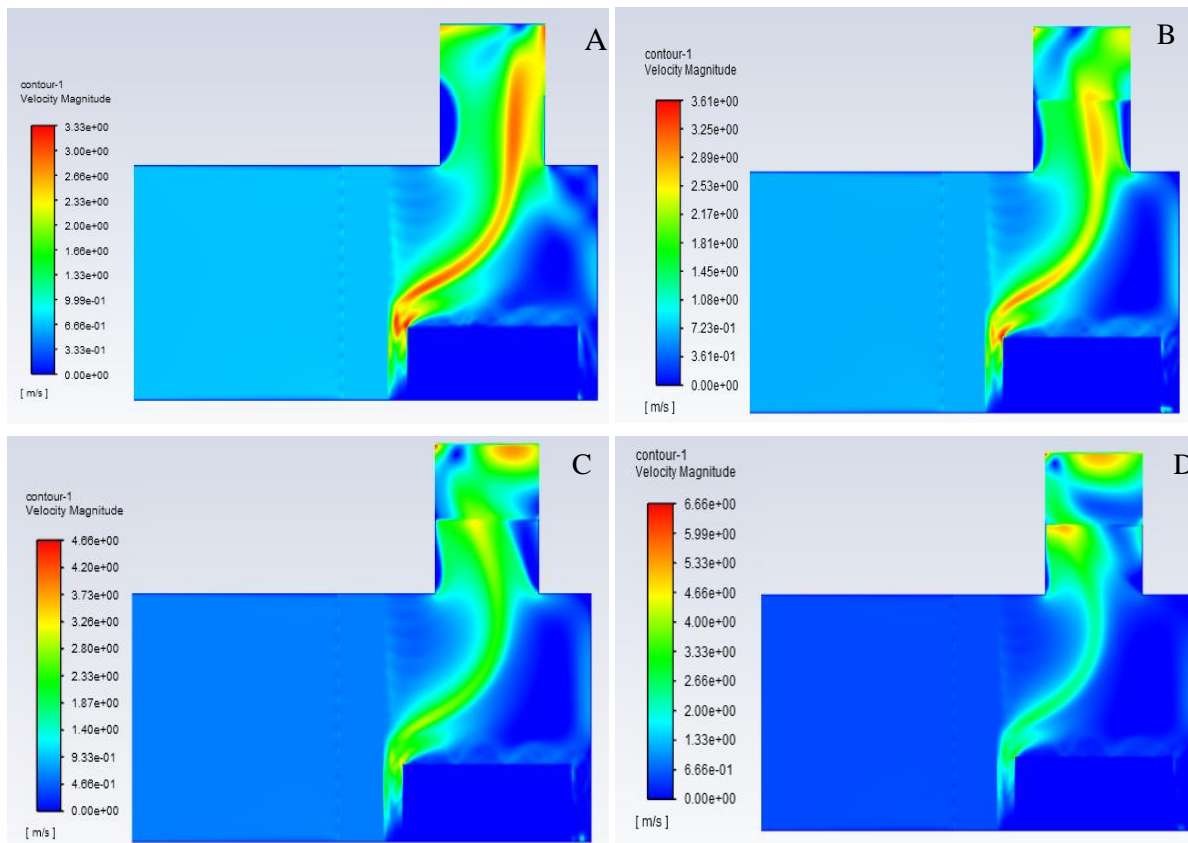 A
contour-1
Velocity Magnitude
3.33e+00
3.00e+00
2.66e+00
2.33e+00
2.00e+00
1.66e+00
1.33e+00
9.99e-01
6.66e-01
3.33e-01
0.00e+00
[ m/s ]
B
contour-1
Velocity Magnitude
3.61e+00
3.25e+00
2.89e+00
2.53e+00
2.17e+00
1.81e+00
1.45e+00
1.08e+00
7.23e-01
3.61e-01
0.00e+00
[ m/s ]
C
contour-1
Velocity Magnitude
4.66e+00
4.20e+00
3.73e+00
3.26e+00
2.80e+00
2.33e+00
1.87e+00
1.40e+00
9.33e-01
4.66e-01
0.00e+00
[ m/s ]
D
contour-1
Velocity Magnitude
6.66e+00
5.99e+00
5.33e+00
4.66e+00
4.00e+00
3.33e+00
2.66e+00
2.00e+00
1.33e+00
6.66e-01
0.00e+00
[ m/s ]